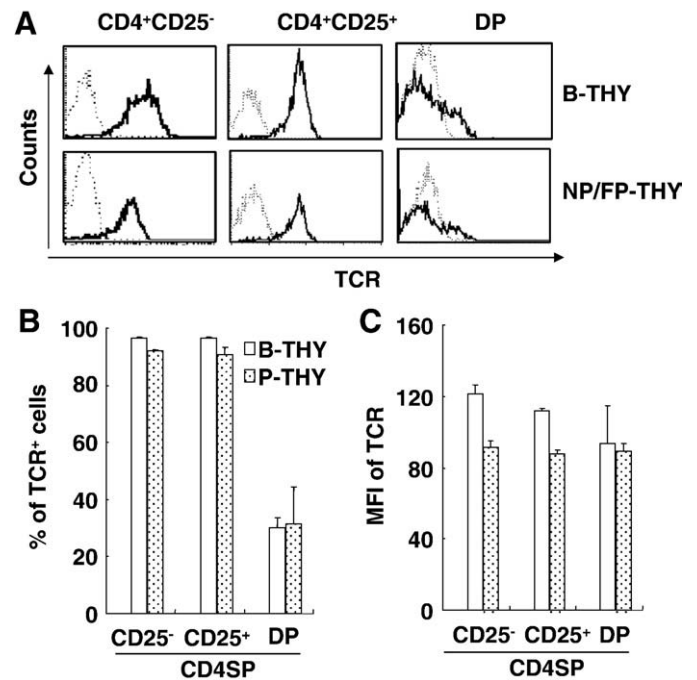 A
CD4⁺CD25⁻ CD4⁺CD25⁺ DP
Counts
B-THY
NP/FP-THY
TCR
B
100
80
60
40
20
0
% of TCR⁺ cells
B-THY
P-THY
CD25⁻ CD25⁺ DP
CD4SP
C
160
120
80
40
0
MFI of TCR
CD25⁻ CD25⁺ DP
CD4SP